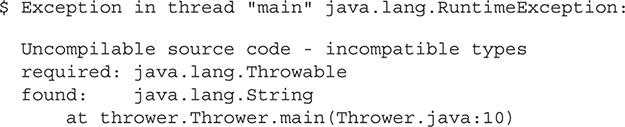 $ Exception in thread "main" java.lang.RuntimeException:
Uncompilable source code - incompatible types
required: java.lang.Throwable
found:    java.lang.String
at thrower.Thrower.main(Thrower.java:10)